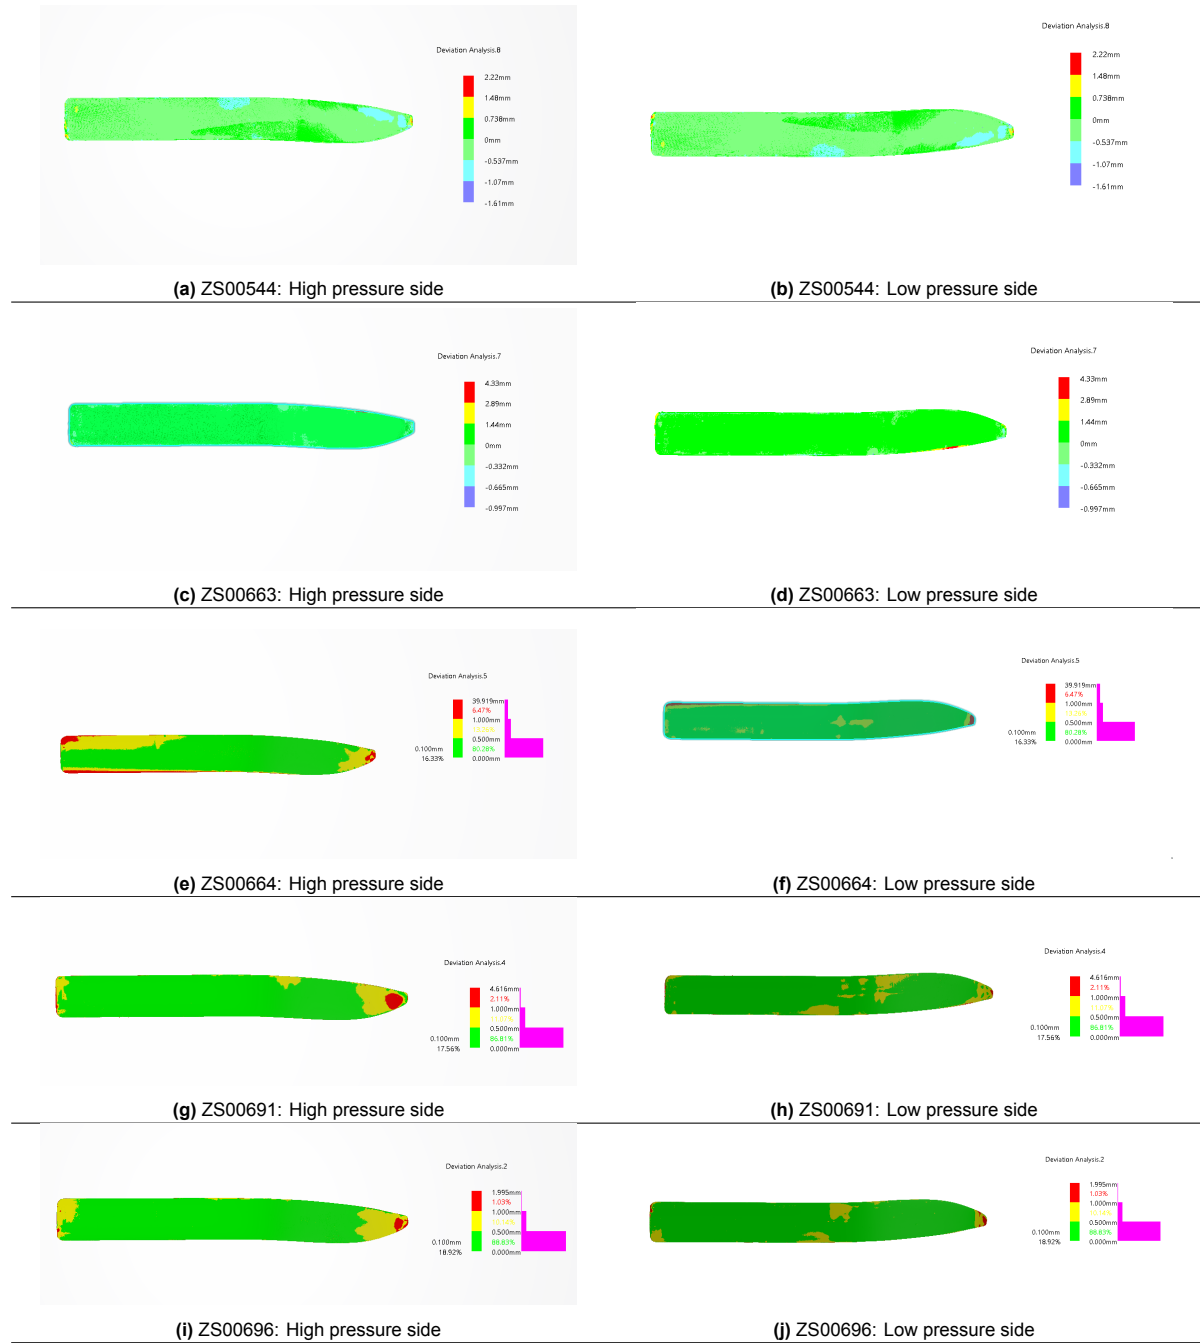 Deviation Analysis.8
2.22mm
1.48mm
0.738mm
0mm
-0.537mm
-1.07mm
-1.61mm
(a) ZS00544: High pressure side
Deviation Analysis.8
2.22mm
1.48mm
0.738mm
0mm
-0.537mm
-1.07mm
-1.61mm
(b) ZS00544: Low pressure side
Deviation Analysis.7
4.33mm
2.89mm
1.44mm
0mm
-0.332mm
-0.665mm
-0.997mm
(c) ZS00663: High pressure side
Deviation Analysis.7
4.33mm
2.89mm
1.44mm
0mm
-0.332mm
-0.665mm
-0.997mm
(d) ZS00663: Low pressure side
Deviation Analysis.5
39.919mm
6.47%
1.000mm
0.500mm
0.100mm 80.28%
16.33% 0.000mm
(e) ZS00664: High pressure side
Deviation Analysis.5
39.919mm
6.47%
1.000mm
0.500mm
0.100mm 80.28%
16.33% 0.000mm
(f) ZS00664: Low pressure side
Deviation Analysis.4
4.616mm
2.11%
1.000mm
0.500mm
0.100mm 86.81%
17.56% 0.000mm
(g) ZS00691: High pressure side
Deviation Analysis.4
4.616mm
2.11%
1.000mm
0.500mm
0.100mm 86.81%
17.56% 0.000mm
(h) ZS00691: Low pressure side
Deviation Analysis.2
1.995mm
1.03%
1.000mm
0.500mm
0.100mm 88.83%
18.92% 0.000mm
(i) ZS00696: High pressure side
Deviation Analysis.2
1.995mm
1.03%
1.000mm
0.500mm
0.100mm 88.83%
18.92% 0.000mm
(j) ZS00696: Low pressure side